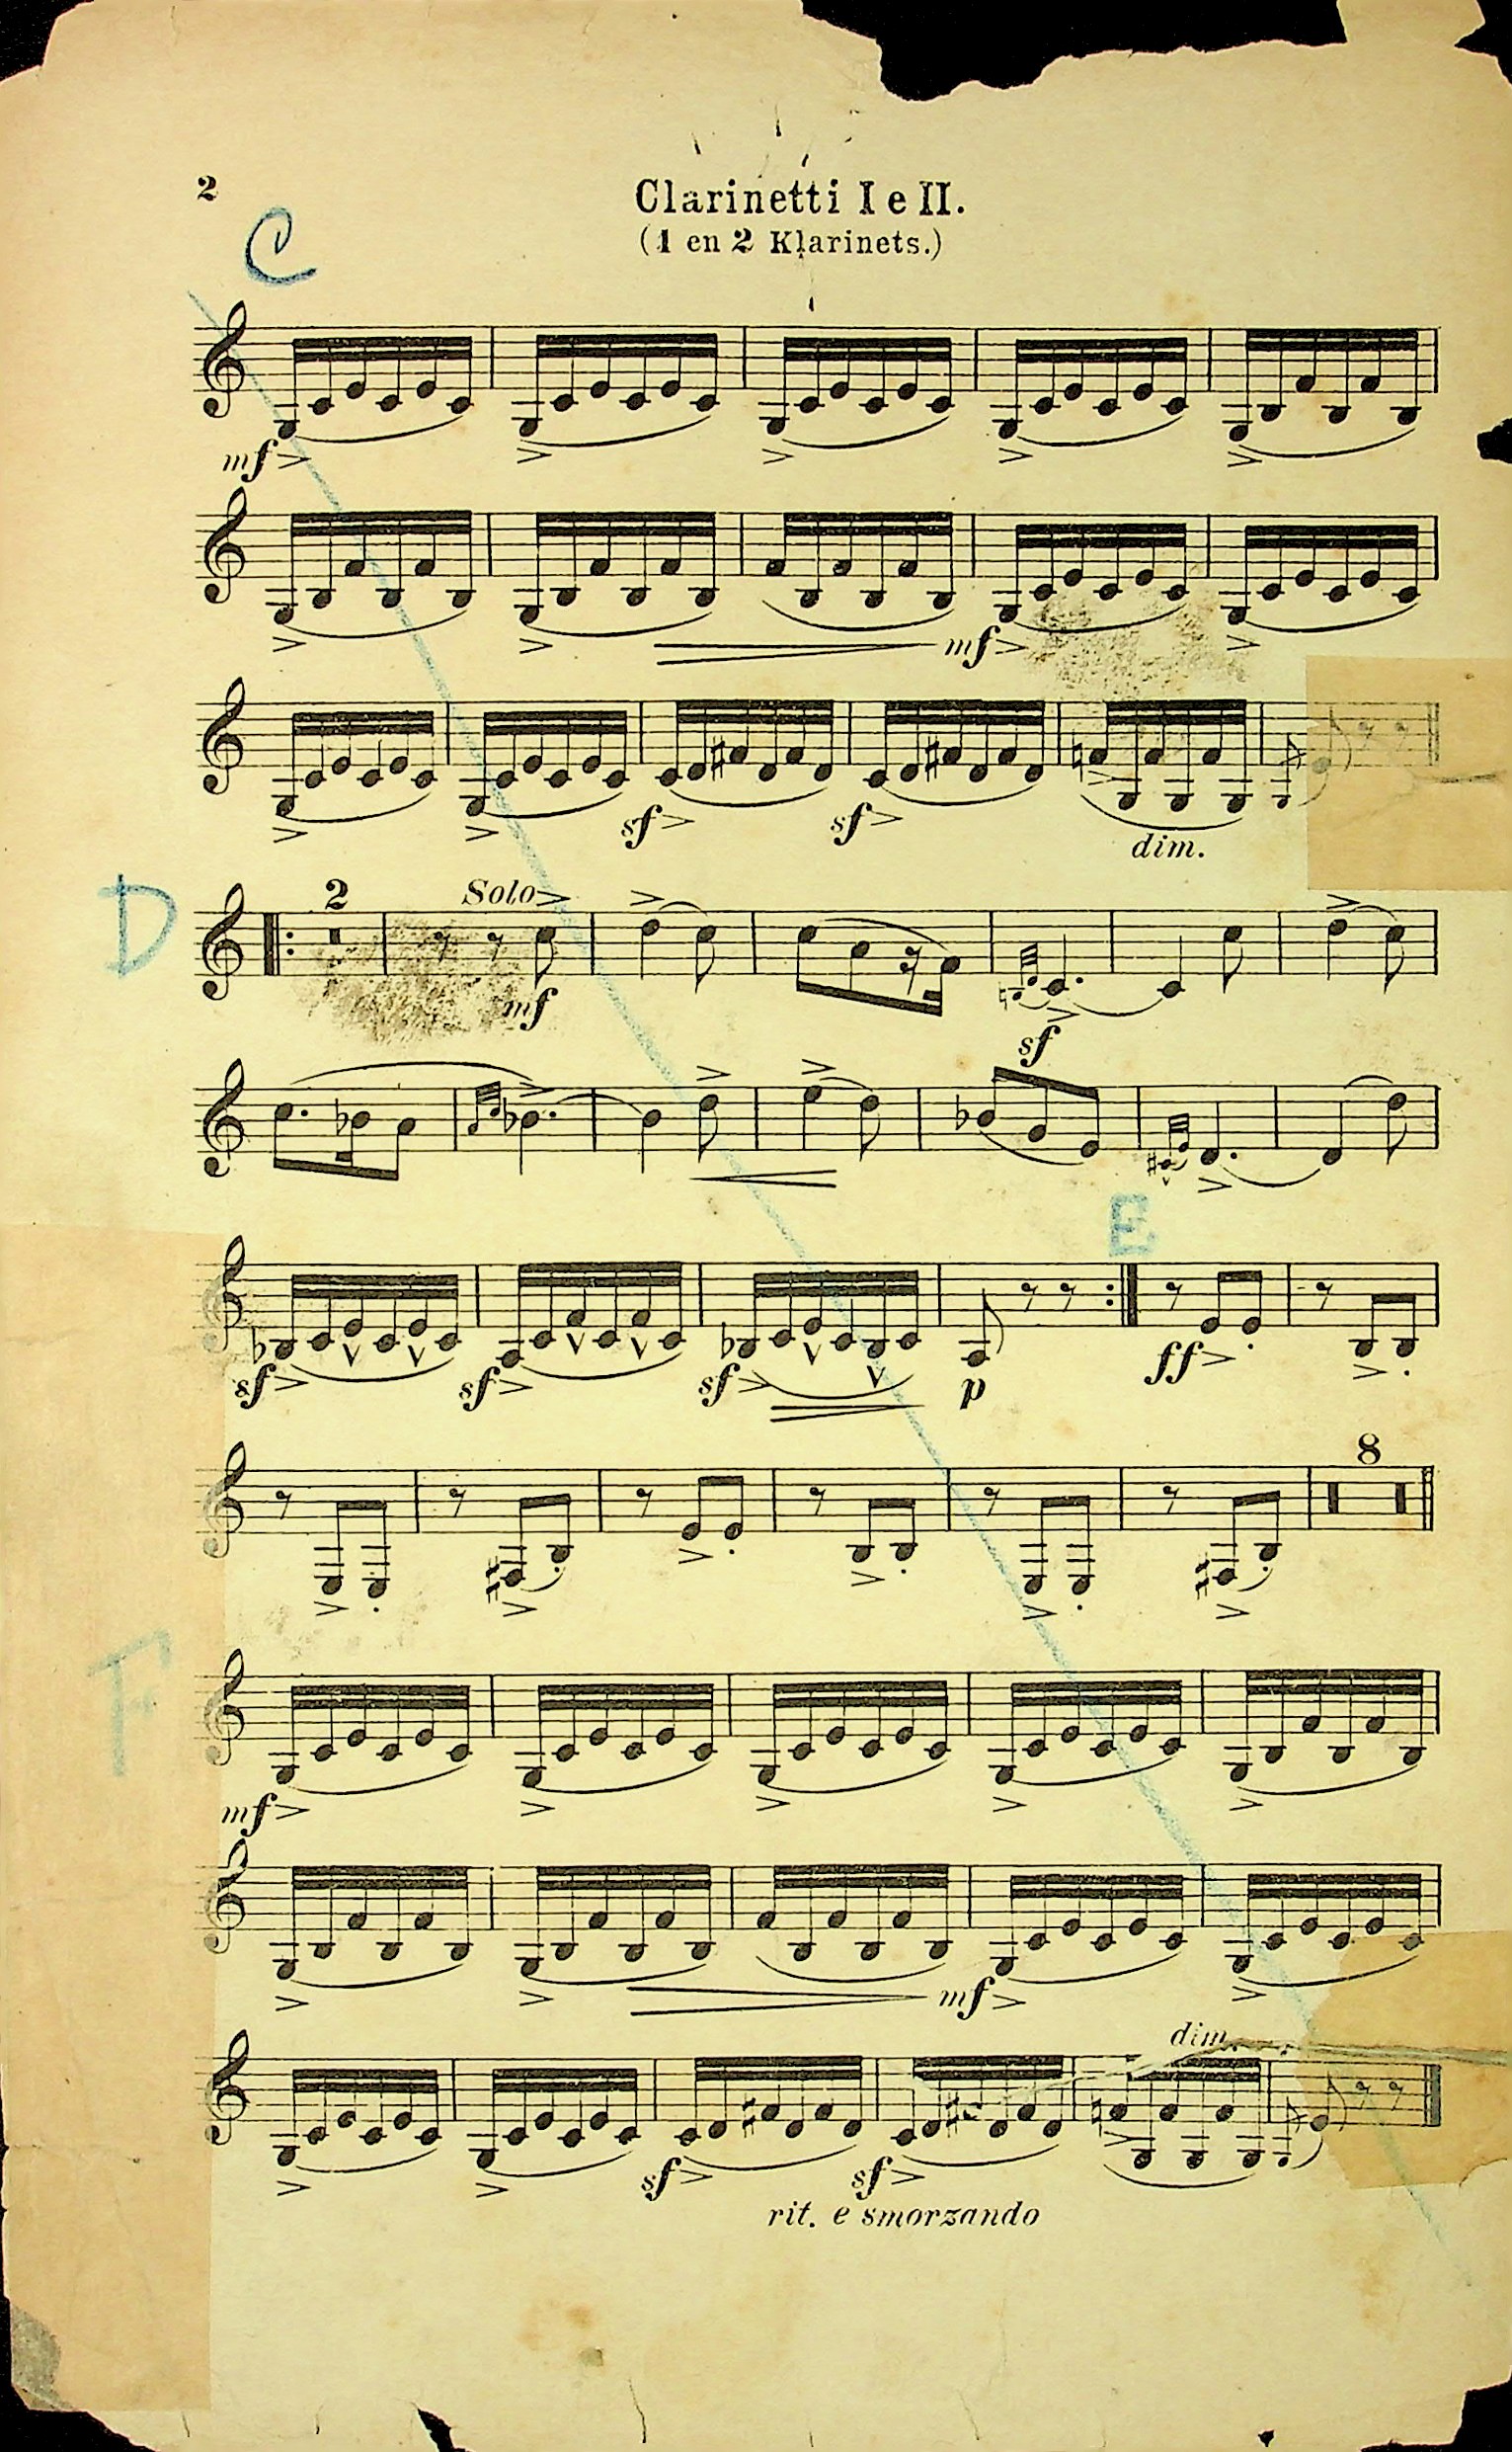 2
Clarinetti I e II.
(1 en 2 Klarinets.)
C
mf
mf
sf sf
dim.
D
2 Solo
mf
sf
E
sf sf sf p ff
8
F
mf
mf
dim.
sf sf
rit. e smorzando